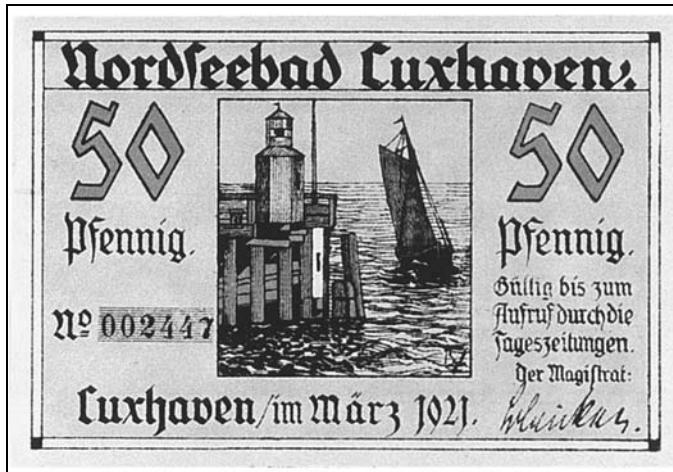 Nordseebad Cuxhaven.
50 50
Pfennig. Pfennig.
Gültig bis zum
Aufruf durch die
Tageszeitungen.
Der Magistrat:
No 002447
Cuxhaven/im März 1921.